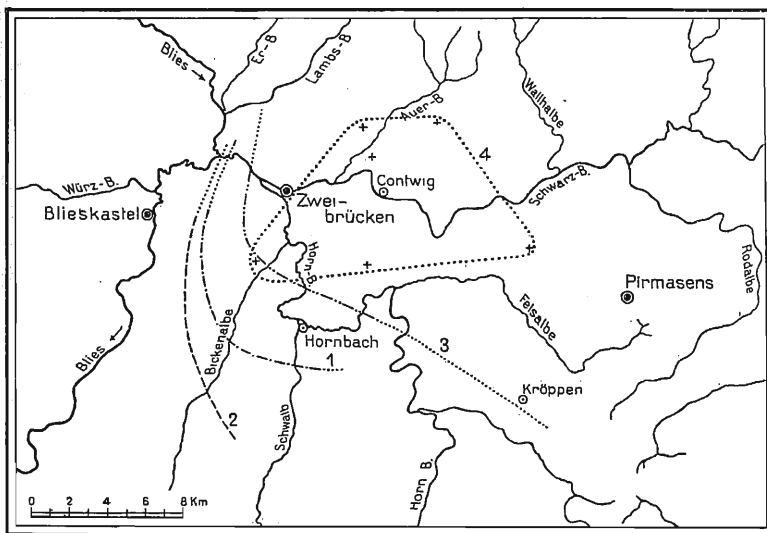 Blies →
Er-B
Lambs-B
Auer-B
Wallhalbe
4
Würz-B.
Blieskastel
Zwei-
brücken
Contwig
Schwarz-B.
Horn-B
Rodalbe
Pirmasens
Felsalbe
Bickenalbe
Hornbach
3
1
Blies
Kröppen
2
Schwalb
Horn B.
0 2 4 6 8 Km